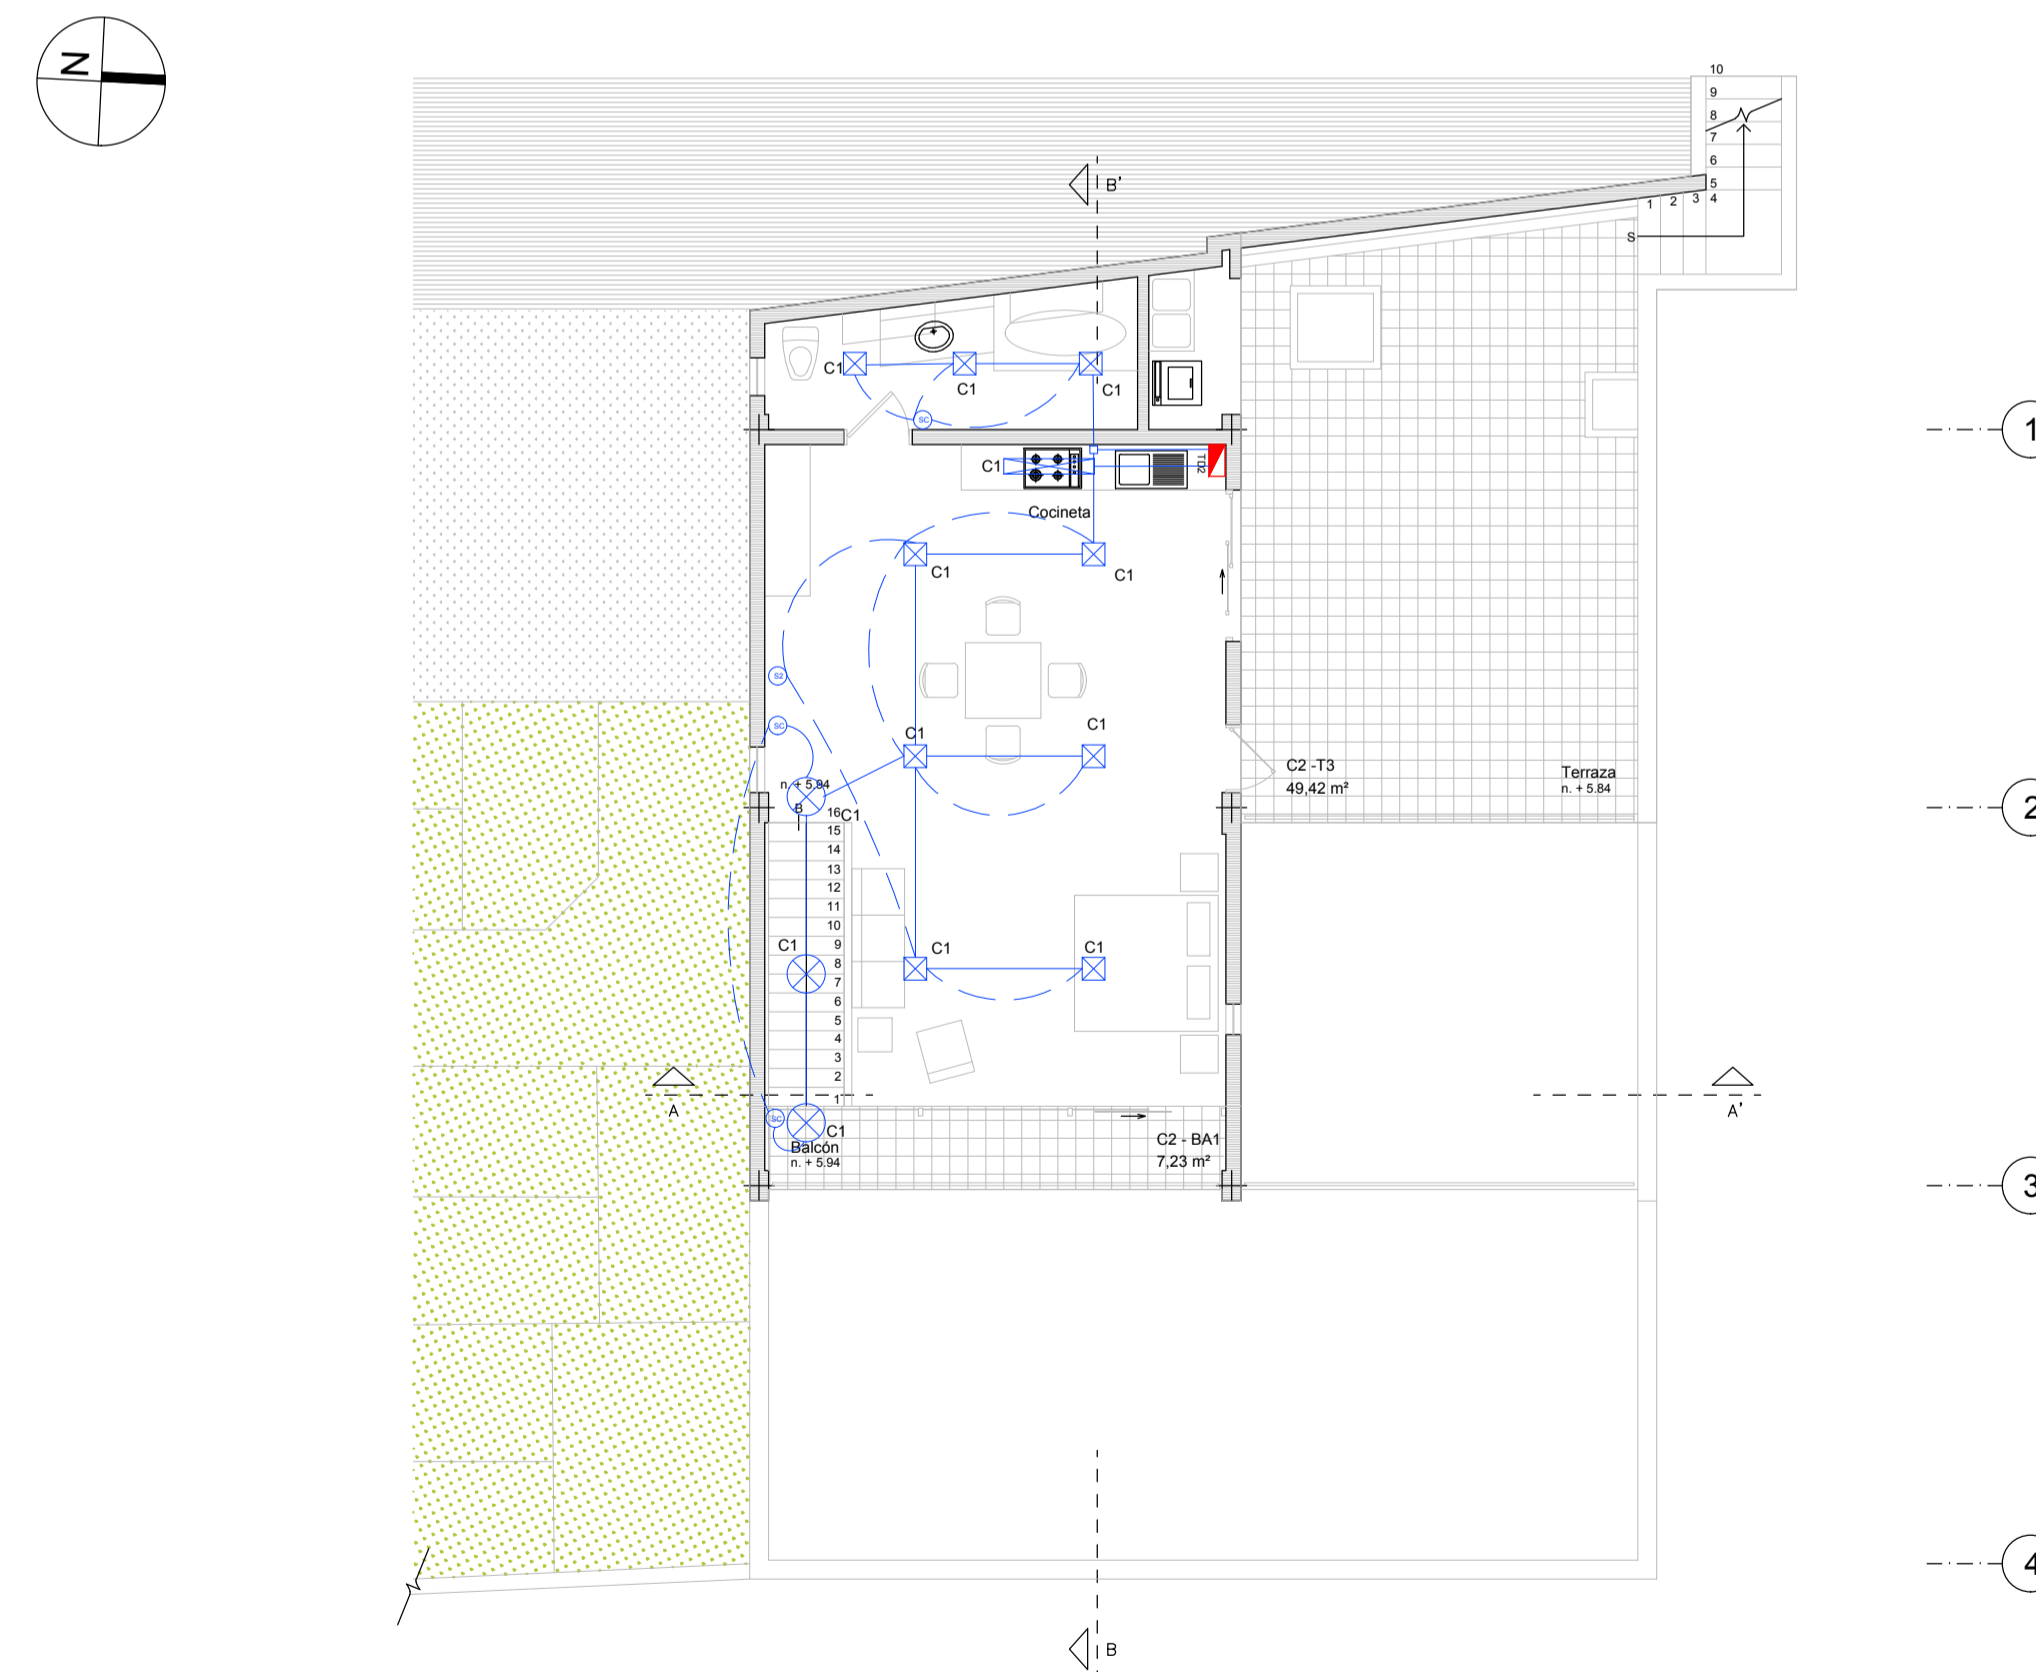 N
10
9
8
7
6
5
4
1 2 3
S
B'
C1
C1
C1
SC
1
C1
TD2
Cocineta
C1
C1
S2
SC
C1
C1
C2 -T3
49,42 m²
Terraza
n. + 5.84
n. + 5.94
B
C1
2
16
15
14
13
12
11
10
9
8
7
6
5
4
3
2
1
C1
C1
C1
A
A'
SC
C1
Balcón
n. + 5.94
C2 - BA1
7,23 m²
3
4
B